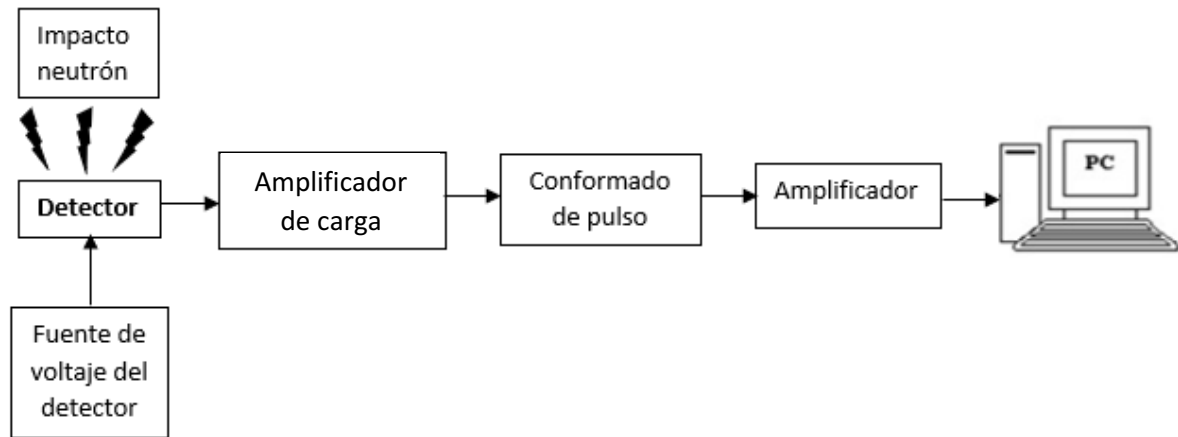 Impacto
neutrón
Detector
Amplificador
de carga
Conformado
de pulso
Amplificador
PC
Fuente de
voltaje del
detector